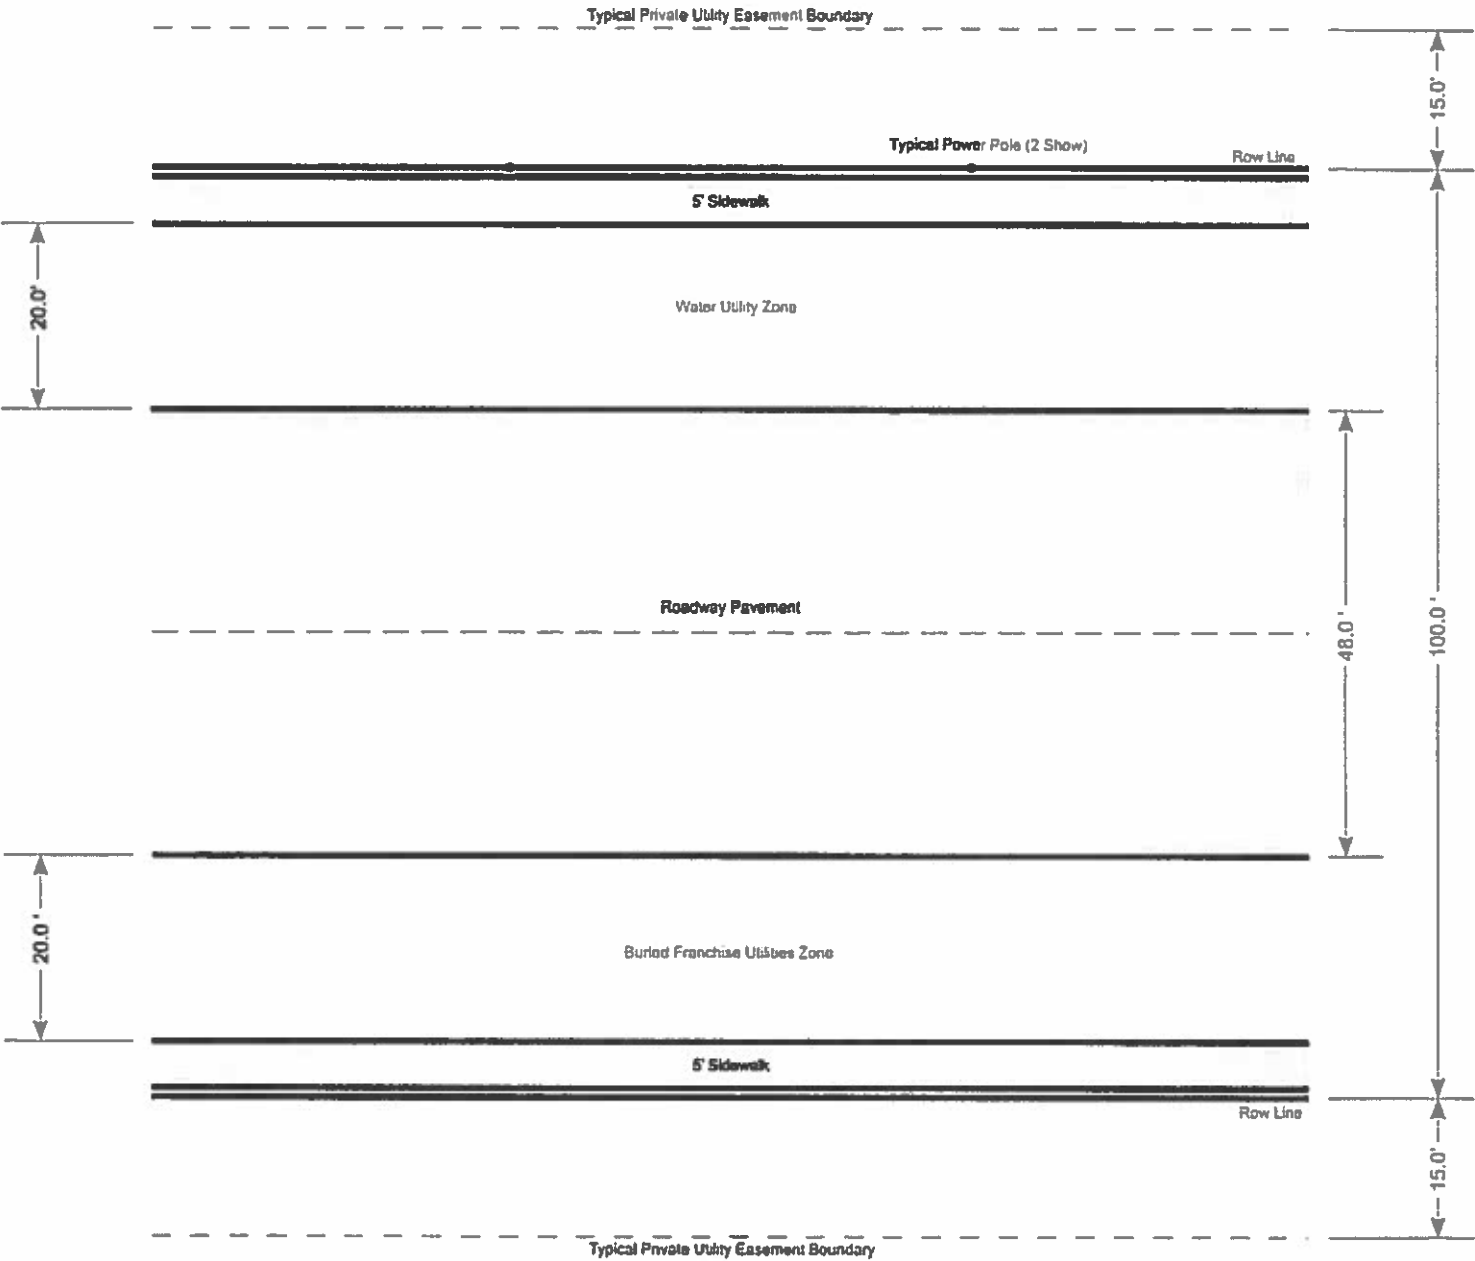 Typical Private Utility Easement Boundary
15.0'
Typical Power Pole (2 Show)
Row Line
5' Sidewalk
20.0'
Water Utility Zone
Roadway Pavement
48.0 '
100.0 '
20.0 '
Buried Franchise Utilities Zone
5' Sidewalk
Row Line
15.0'
Typical Private Utility Easement Boundary